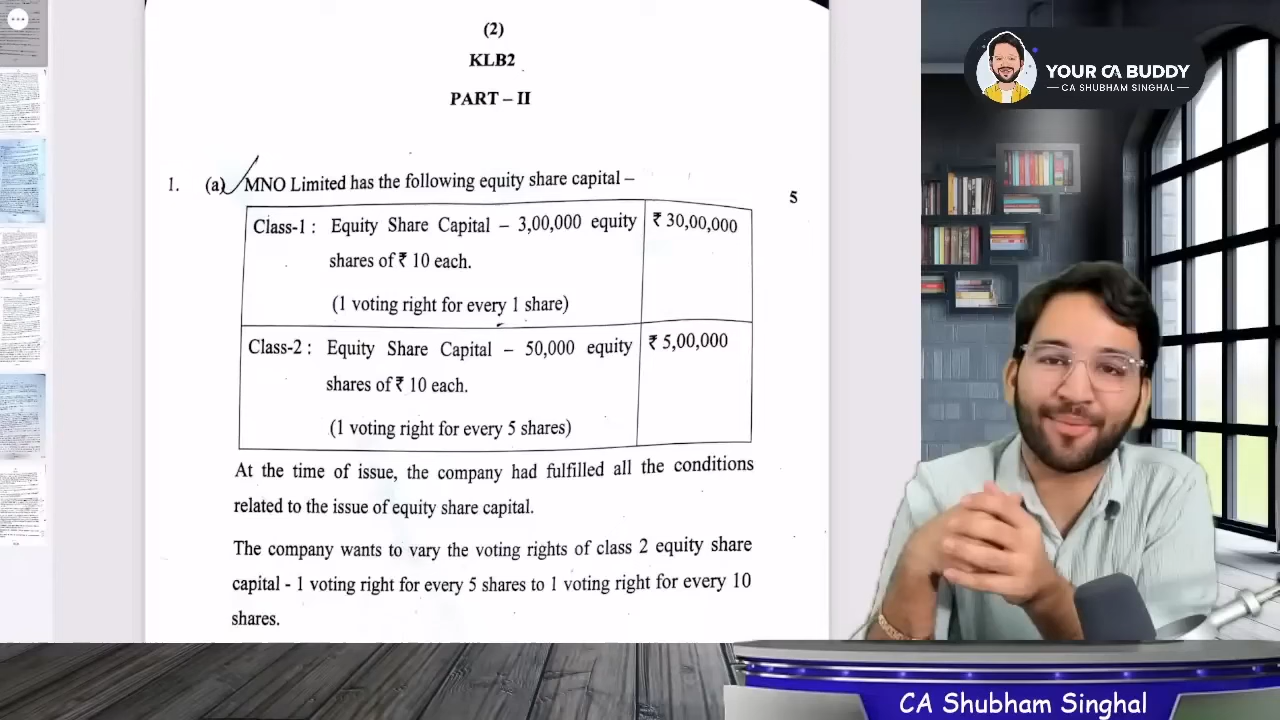 (2)
KLB2
PART – II
1. (a) MNO Limited has the following equity share capital –
5
Class-1 : Equity Share Capital – 3,00,000 equity
shares of ₹ 10 each.
(1 voting right for every 1 share)
₹ 30,00,000
Class-2 : Equity Share Capital – 50,000 equity
shares of ₹ 10 each.
(1 voting right for every 5 shares)
₹ 5,00,000
At the time of issue, the company had fulfilled all the conditions
related to the issue of equity share capital.
The company wants to vary the voting rights of class 2 equity share
capital - 1 voting right for every 5 shares to 1 voting right for every 10
shares.
YOUR CA BUDDY
CA SHUBHAM SINGHAL
CA Shubham Singhal